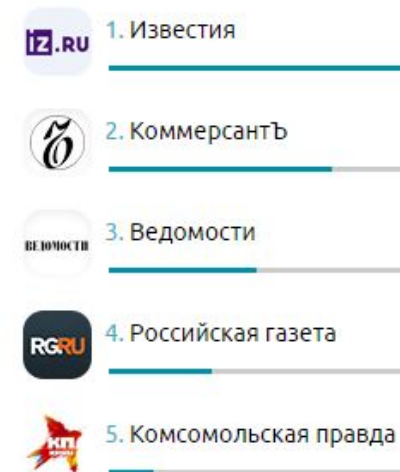 iz.RU
1. Известия
2. КоммерсантЪ
ВЕДОМОСТИ
3. Ведомости
RGRU
4. Российская газета
КП
5. Комсомольская правда